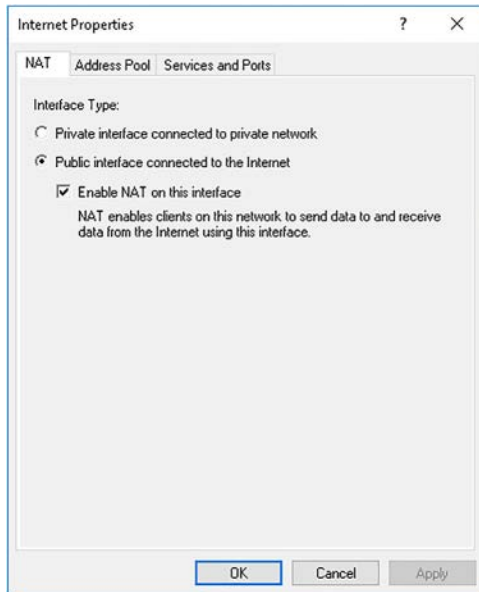 Internet Properties
? X
NAT Address Pool Services and Ports
Interface Type:
Private interface connected to private network
Public interface connected to the Internet
Enable NAT on this interface
NAT enables clients on this network to send data to and receive
data from the Internet using this interface.
OK Cancel Apply